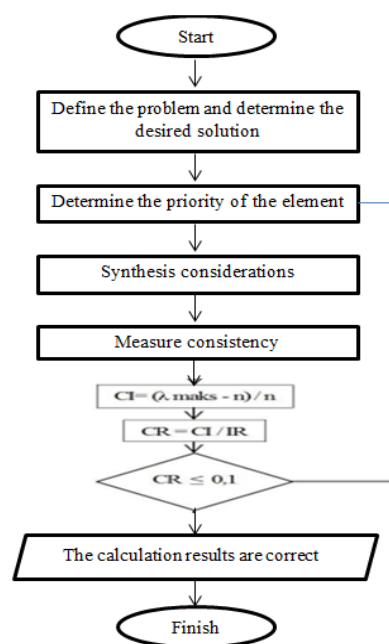 Start
Define the problem and determine the
desired solution
Determine the priority of the element
Synthesis considerations
Measure consistency
CI= (λ maks - n) / n
CR = CI / IR
CR ≤ 0,1
The calculation results are correct
Finish